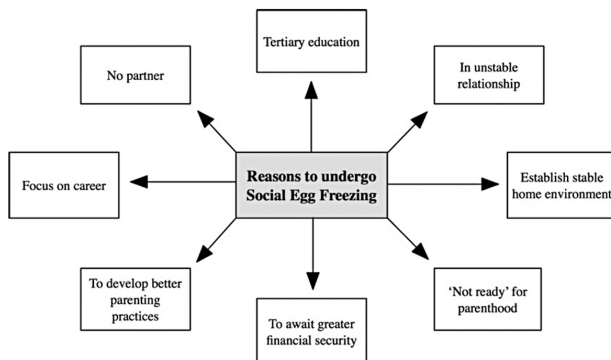 Tertiary education
No partner
In unstable
relationship
Focus on career
Reasons to undergo
Social Egg Freezing
Establish stable
home environment
To develop better
parenting
practices
To await greater
financial security
‘Not ready’ for
parenthood